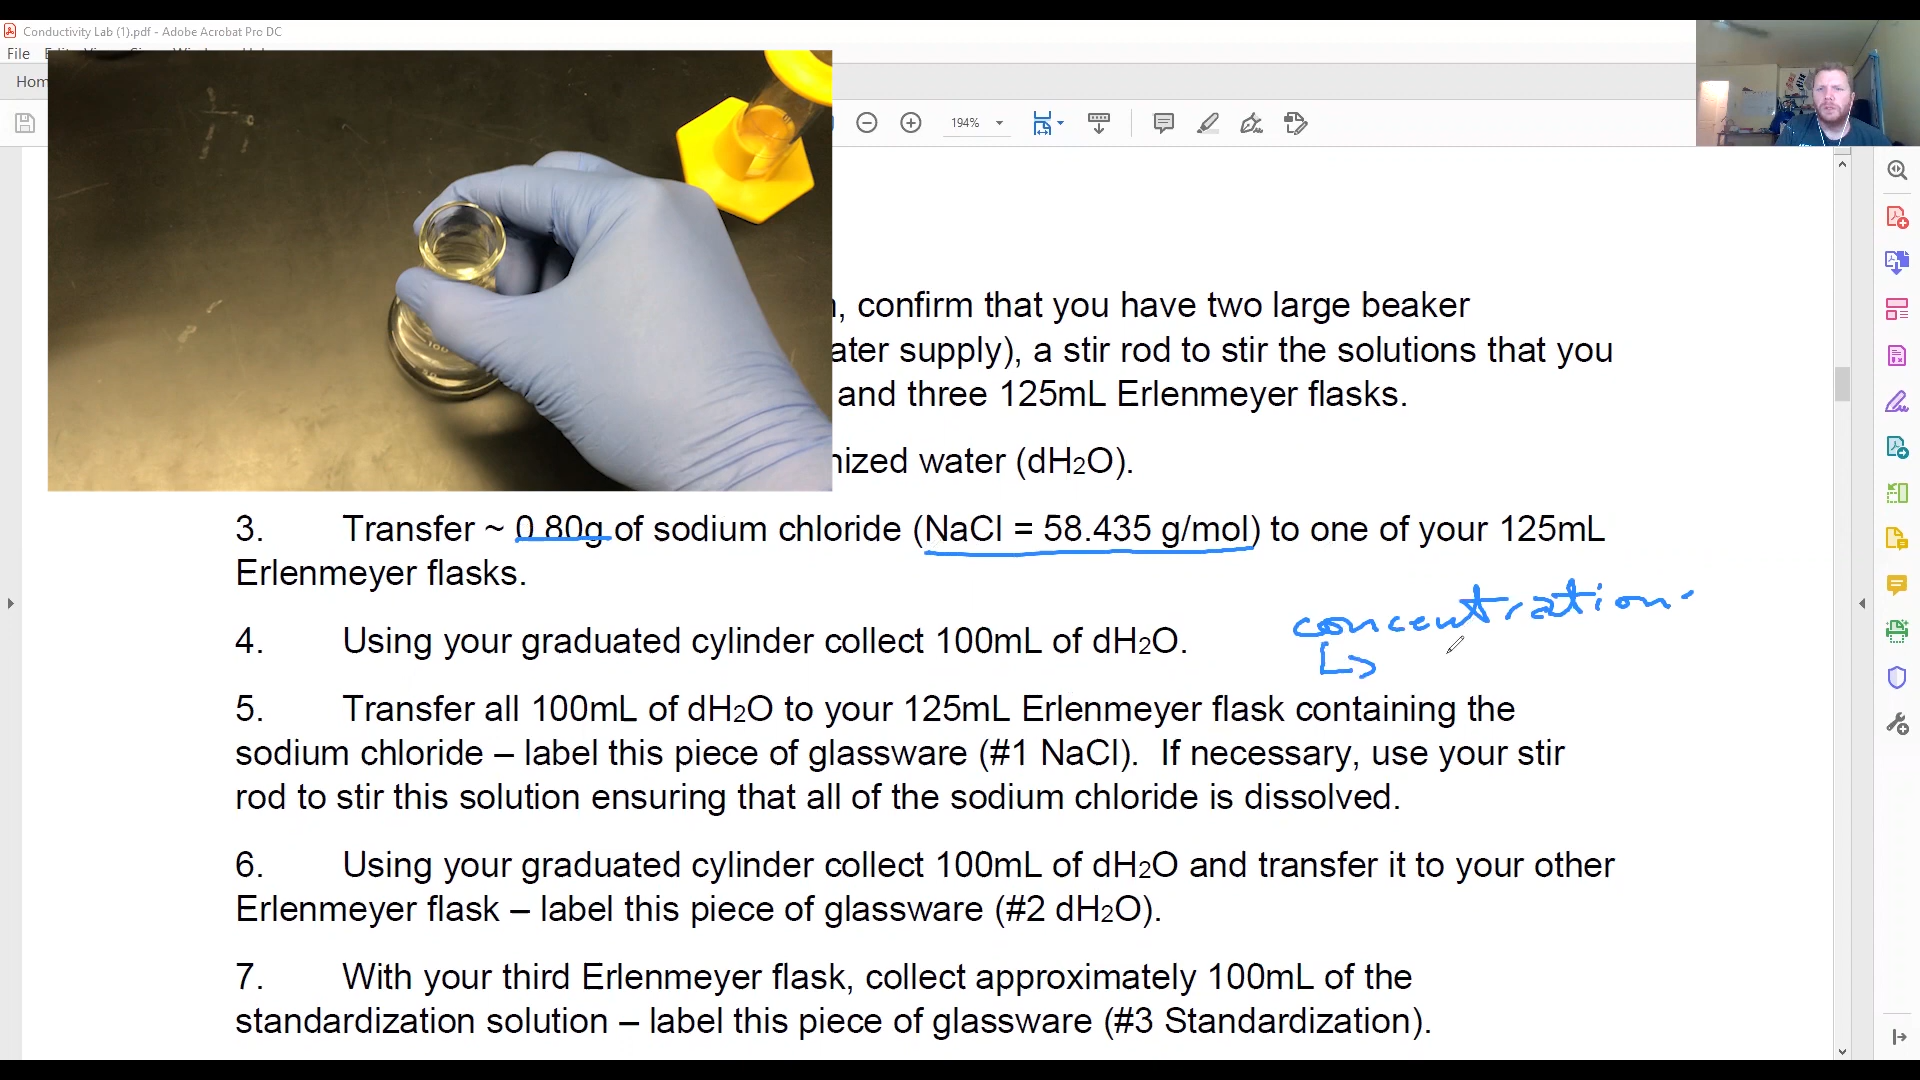 Conductivity Lab (1).pdf - Adobe Acrobat Pro DC
File
Hom
194%
, confirm that you have two large beaker
ater supply), a stir rod to stir the solutions that you
and three 125mL Erlenmeyer flasks.
nized water (dH2O).
3. Transfer ~ 0.80g of sodium chloride (NaCl = 58.435 g/mol) to one of your 125mL
Erlenmeyer flasks.
concentration.
4. Using your graduated cylinder collect 100mL of dH2O.
5. Transfer all 100mL of dH2O to your 125mL Erlenmeyer flask containing the
sodium chloride – label this piece of glassware (#1 NaCl). If necessary, use your stir
rod to stir this solution ensuring that all of the sodium chloride is dissolved.
6. Using your graduated cylinder collect 100mL of dH2O and transfer it to your other
Erlenmeyer flask – label this piece of glassware (#2 dH2O).
7. With your third Erlenmeyer flask, collect approximately 100mL of the
standardization solution – label this piece of glassware (#3 Standardization).